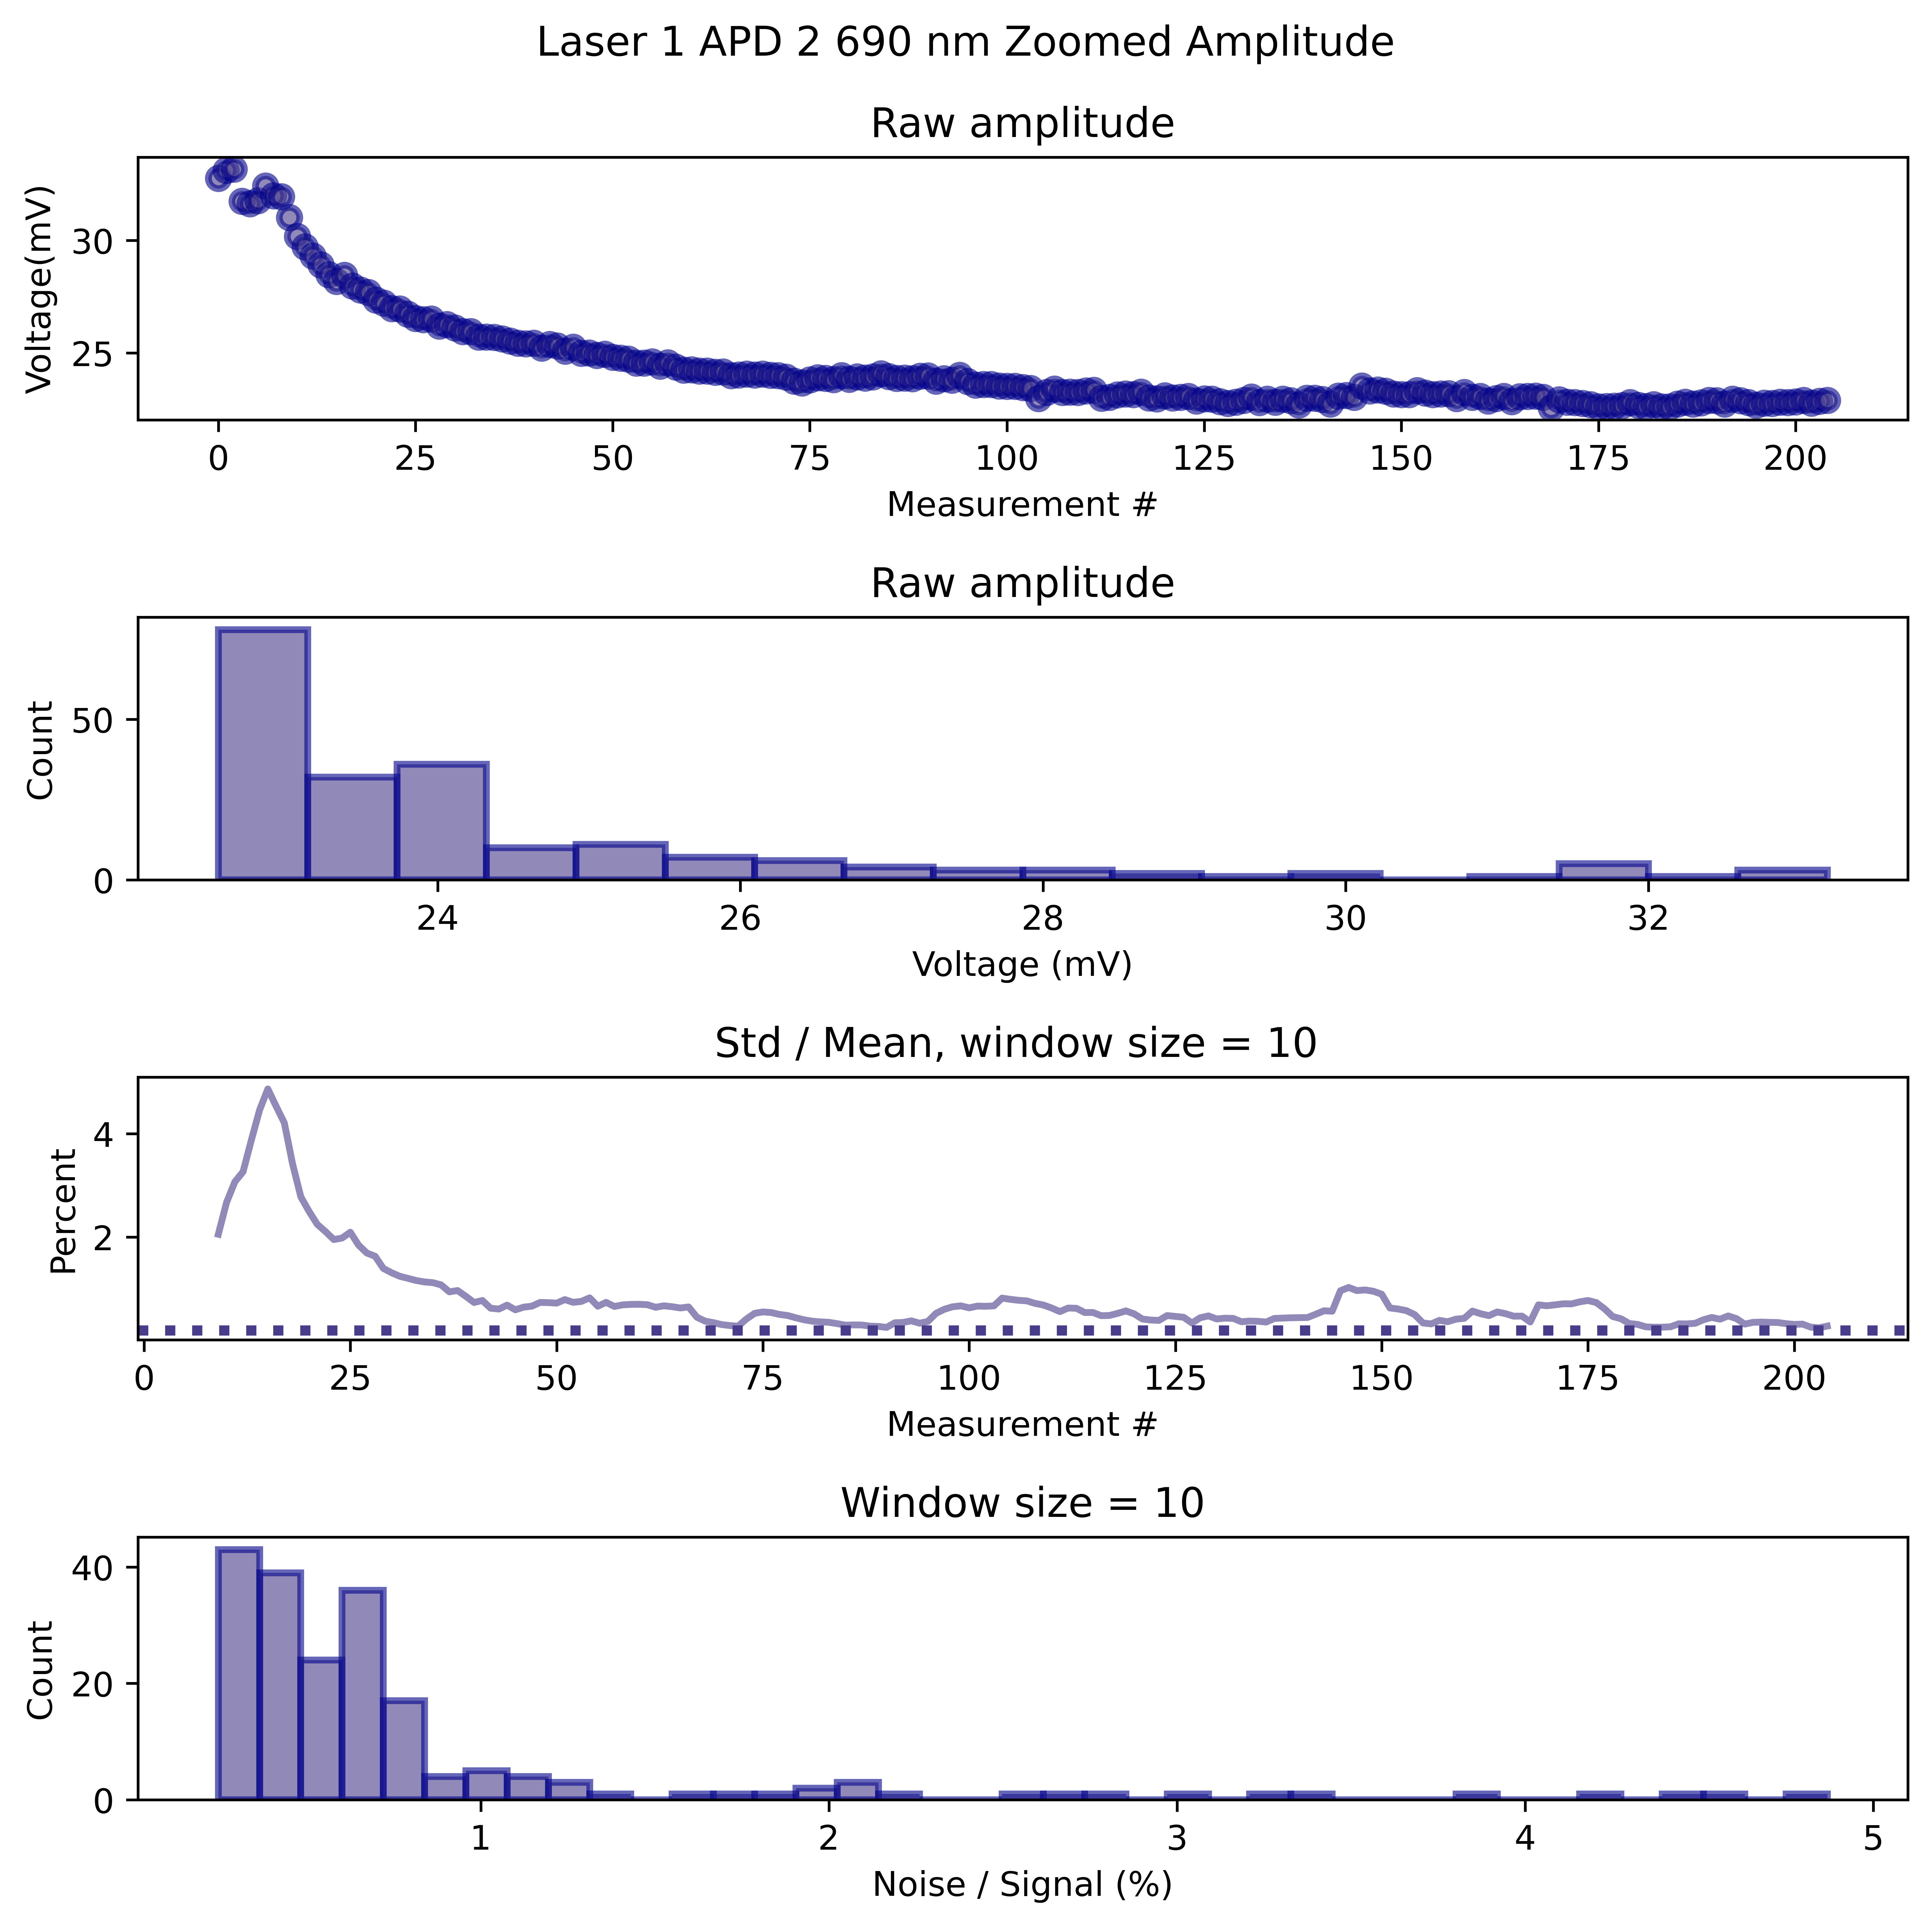 Laser 1 APD 2 690 nm Zoomed Amplitude
Raw amplitude
Voltage(mV)
30
25
0 25 50 75 100 125 150 175 200
Measurement #
Raw amplitude
Count
50
0
24 26 28 30 32
Voltage (mV)
Std / Mean, window size = 10
Percent
4
2
0 25 50 75 100 125 150 175 200
Measurement #
Window size = 10
Count
40
20
0
1 2 3 4 5
Noise / Signal (%)